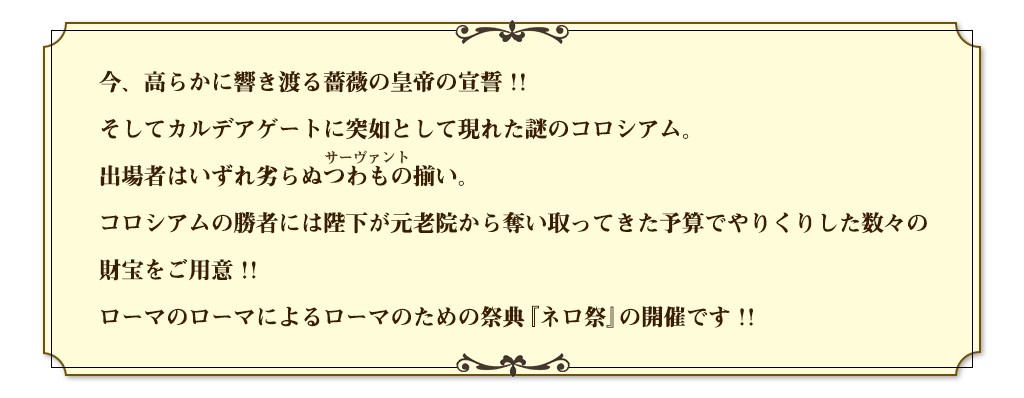 今、高らかに響き渡る薔薇の皇帝の宣誓!!
そしてカルデアゲートに突如として現れた謎のコロシアム。
サーヴァント
出場者はいずれ劣らぬつわもの揃い。
コロシアムの勝者には陛下が元老院から奪い取ってきた予算でやりくりした数々の
財宝をご用意!!
ローマのローマによるローマのための祭典『ネロ祭』の開催です!!